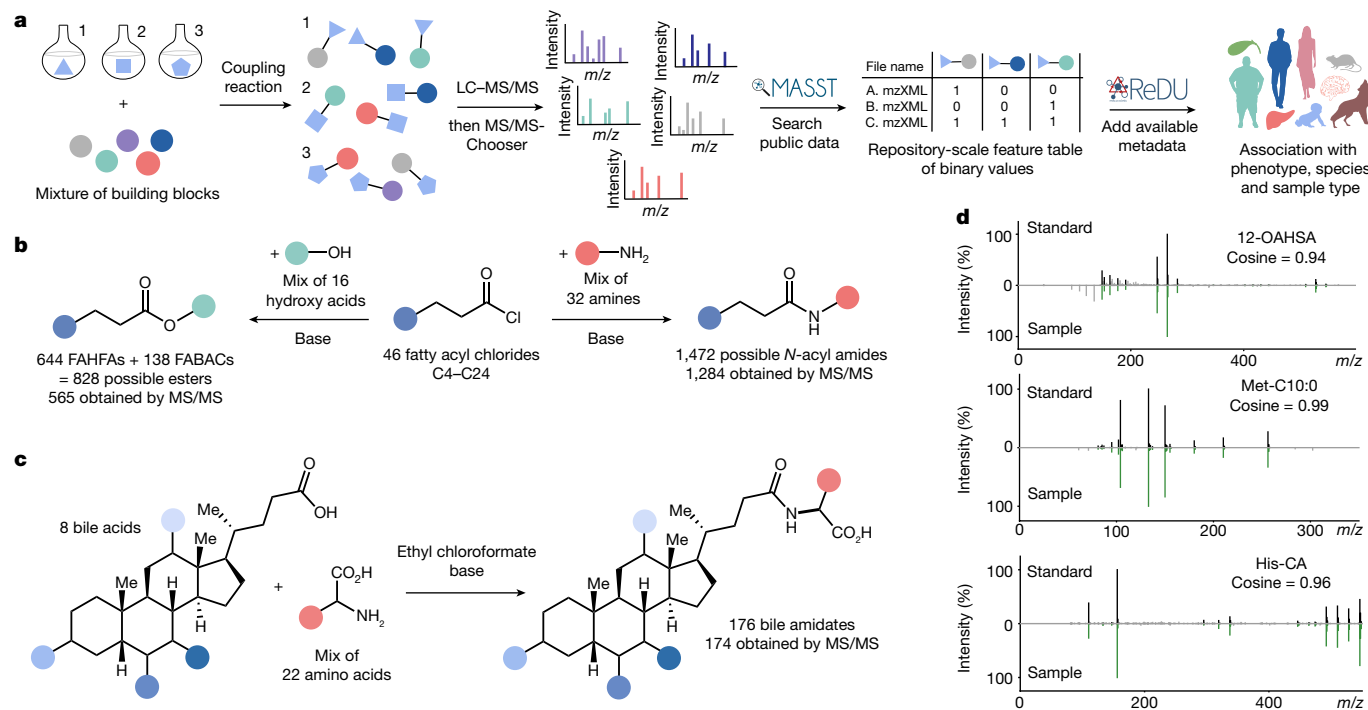 a
1
2
3
+
Mixture of building blocks
Coupling
reaction
1
2
3
LC–MS/MS
then MS/MS-
Chooser
Intensity
m/z
Intensity
m/z
Intensity
m/z
Intensity
m/z
Intensity
m/z
MASST
Search
public data
File name
A. mzXML 1 0 0
B. mzXML 0 0 1
C. mzXML 1 1 1
Repository-scale feature table
of binary values
ReDU
Add available
metadata
Association with
phenotype, species
and sample type
b
+ OH
Mix of 16
hydroxy acids
Base
O
O
644 FAHFAs + 138 FABACs
= 828 possible esters
565 obtained by MS/MS
O
Cl
46 fatty acyl chlorides
C4–C24
+ NH2
Mix of
32 amines
Base
O
N
H
1,472 possible N-acyl amides
1,284 obtained by MS/MS
c
8 bile acids
O
OH
Me
Me
Me
H
H
H
H
+
CO2H
NH2
Mix of
22 amino acids
Ethyl chloroformate
base
O
N
H
CO2H
Me
Me
Me
H
H
H
H
176 bile amidates
174 obtained by MS/MS
d
Intensity (%)
100
0
100
Standard
Sample
12-OAHSA
Cosine = 0.94
0 200 400 m/z
Intensity (%)
100
0
100
Standard
Sample
Met-C10:0
Cosine = 0.99
0 100 200 300 m/z
Intensity (%)
100
0
100
Standard
Sample
His-CA
Cosine = 0.96
200 400 m/z